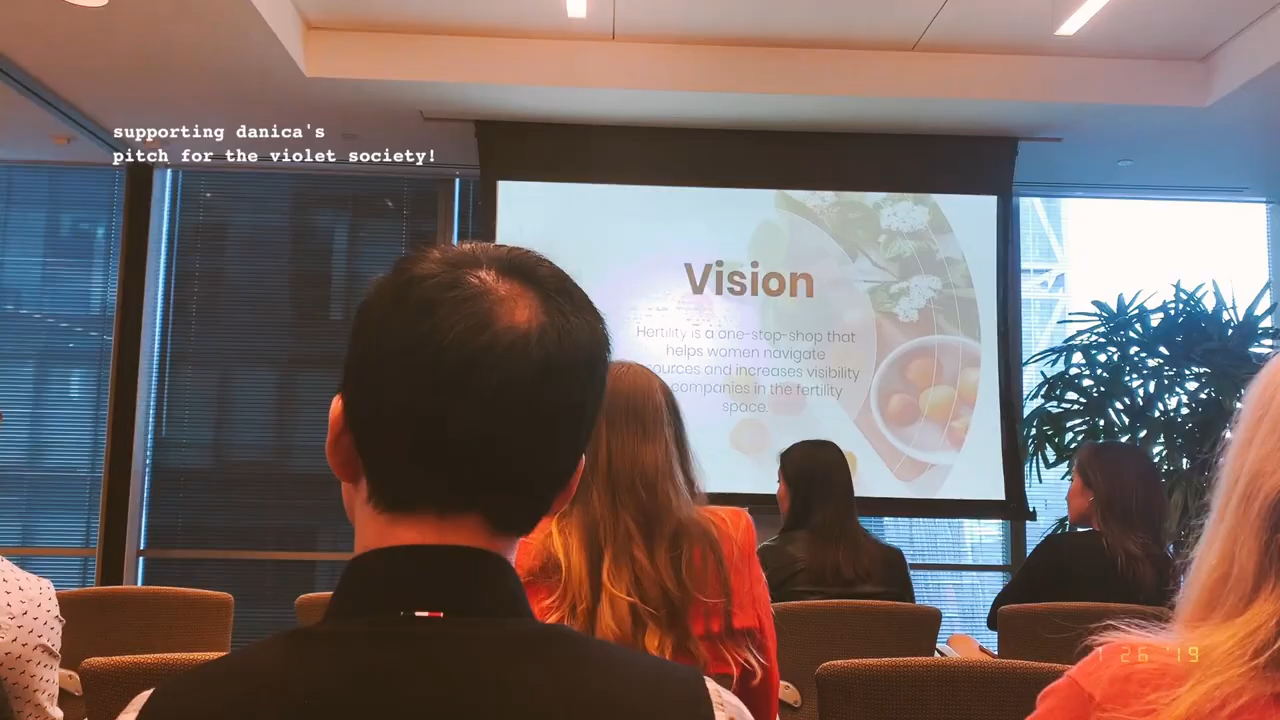 supporting danica's
pitch for the violet society!
Vision
Hertility is a one-stop-shop that
helps women navigate
and increases visibility
companies in the fertility
space.
1 26 '19